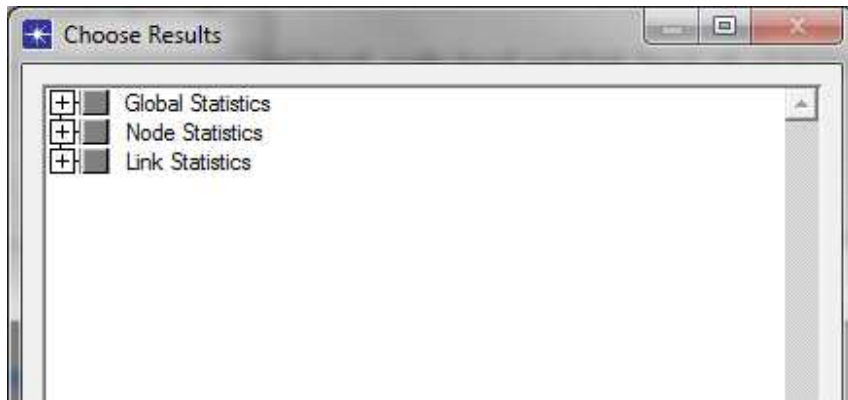 Choose Results
Global Statistics
Node Statistics
Link Statistics